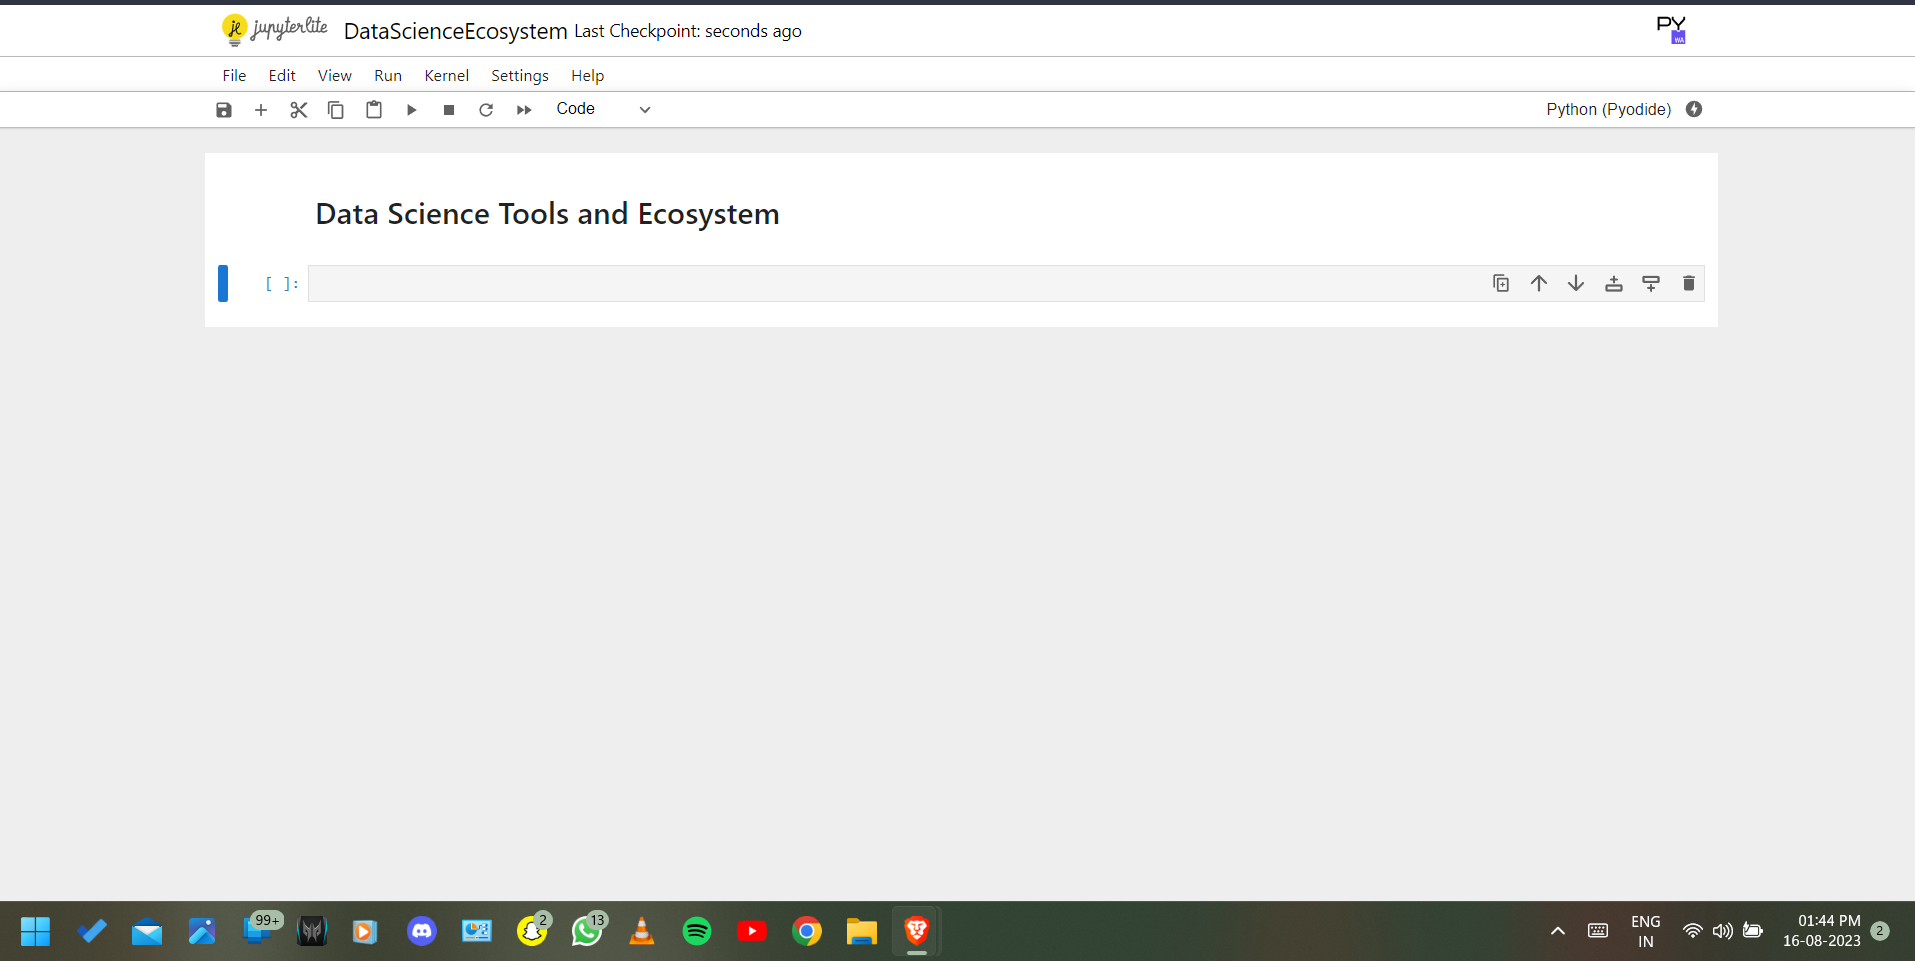 jupyterlite DataScienceEcosystem Last Checkpoint: seconds ago
PY
WA
File Edit View Run Kernel Settings Help
Code
Python (Pyodide)
Data Science Tools and Ecosystem
[ ]:
99+
2
13
ENG
IN
01:44 PM
16-08-2023
2